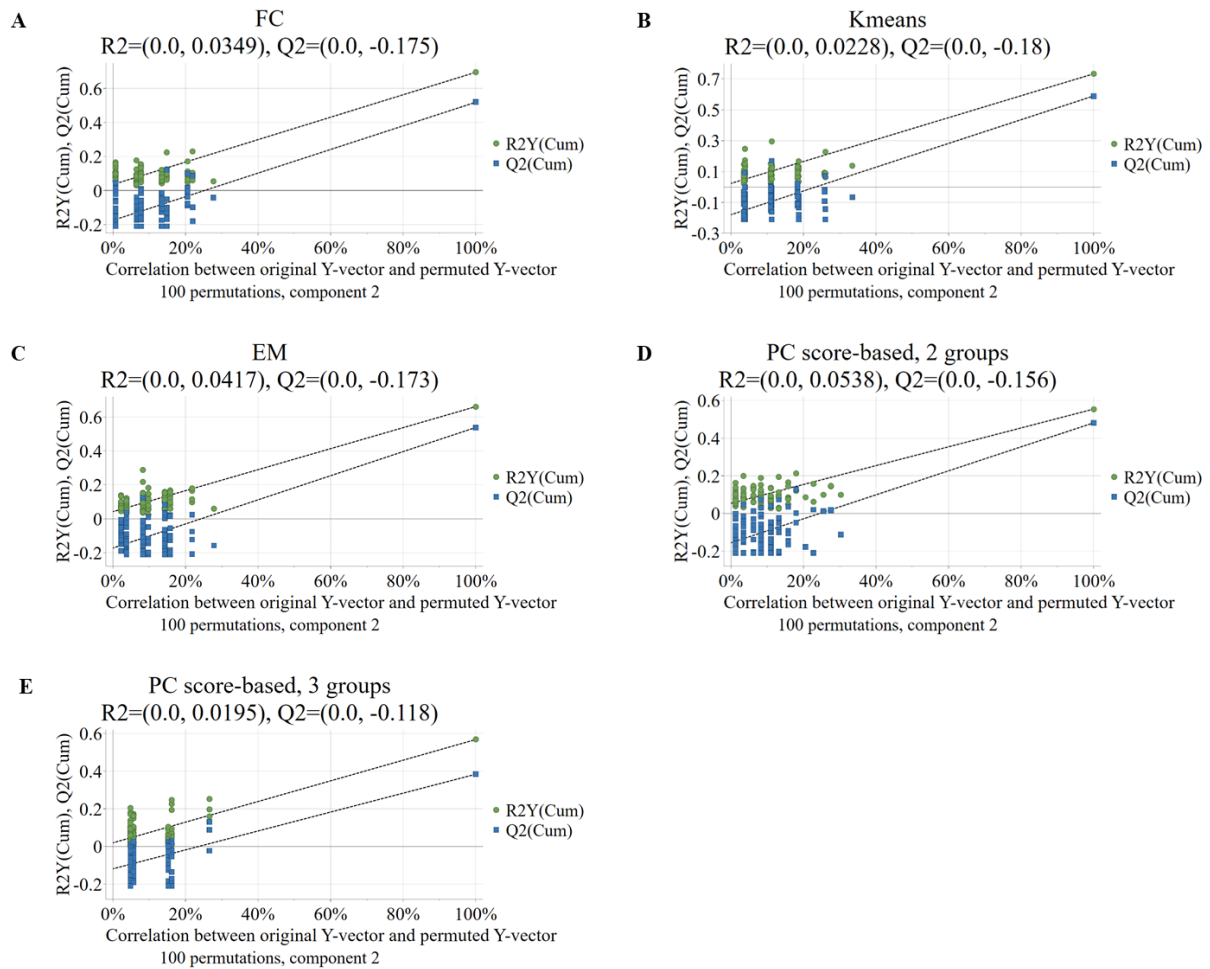 A
FC
R2=(0.0, 0.0349), Q2=(0.0, -0.175)
R2Y(Cum), Q2(Cum)
0.6
0.4
0.2
0
-0.2
0% 20% 40% 60% 80% 100%
Correlation between original Y-vector and permuted Y-vector
100 permutations, component 2
R2Y(Cum)
Q2(Cum)
B
Kmeans
R2=(0.0, 0.0228), Q2=(0.0, -0.18)
R2Y(Cum), Q2(Cum)
0.7
0.5
0.3
0.1
-0.1
-0.3
0% 20% 40% 60% 80% 100%
Correlation between original Y-vector and permuted Y-vector
100 permutations, component 2
R2Y(Cum)
Q2(Cum)
C
EM
R2=(0.0, 0.0417), Q2=(0.0, -0.173)
R2Y(Cum), Q2(Cum)
0.6
0.4
0.2
0
-0.2
0% 20% 40% 60% 80% 100%
Correlation between original Y-vector and permuted Y-vector
100 permutations, component 2
R2Y(Cum)
Q2(Cum)
D
PC score-based, 2 groups
R2=(0.0, 0.0538), Q2=(0.0, -0.156)
R2Y(Cum), Q2(Cum)
0.6
0.4
0.2
0
-0.2
0% 20% 40% 60% 80% 100%
Correlation between original Y-vector and permuted Y-vector
100 permutations, component 2
R2Y(Cum)
Q2(Cum)
E
PC score-based, 3 groups
R2=(0.0, 0.0195), Q2=(0.0, -0.118)
R2Y(Cum), Q2(Cum)
0.6
0.4
0.2
0
-0.2
0% 20% 40% 60% 80% 100%
Correlation between original Y-vector and permuted Y-vector
100 permutations, component 2
R2Y(Cum)
Q2(Cum)